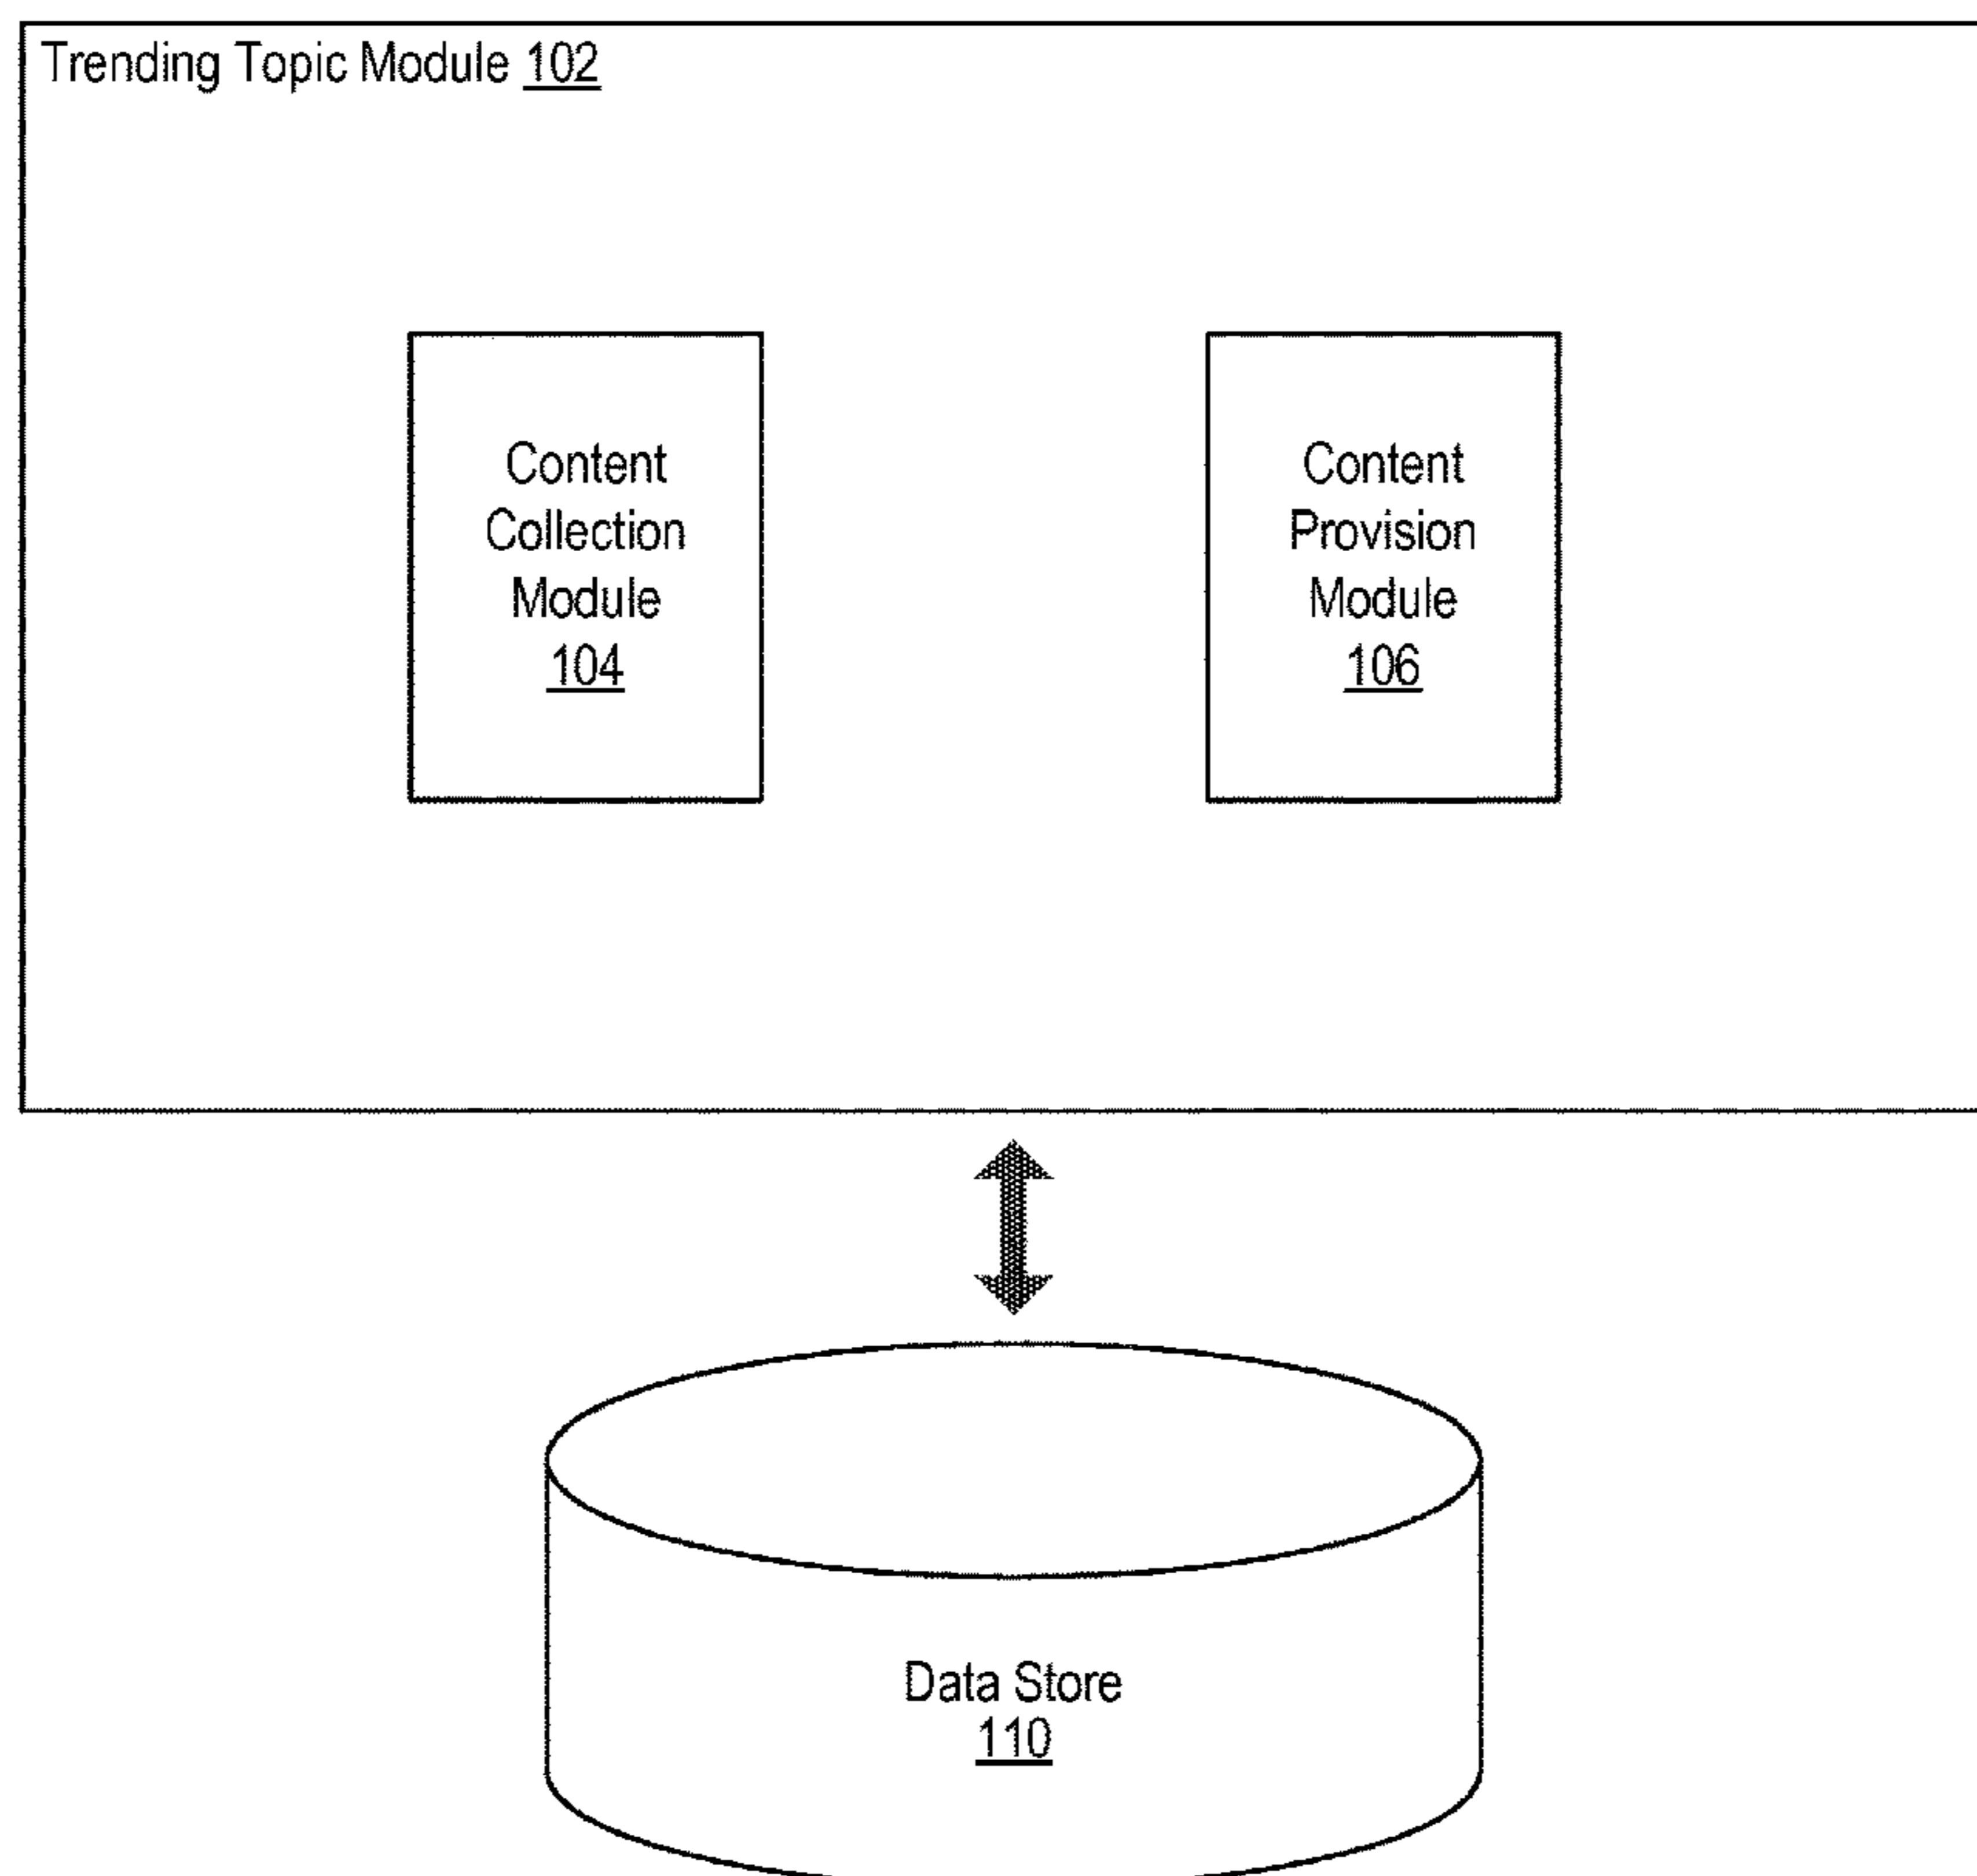 Trending Topic Module 102
Content
Collection
Module
104
Content
Provision
Module
106
Data Store
110